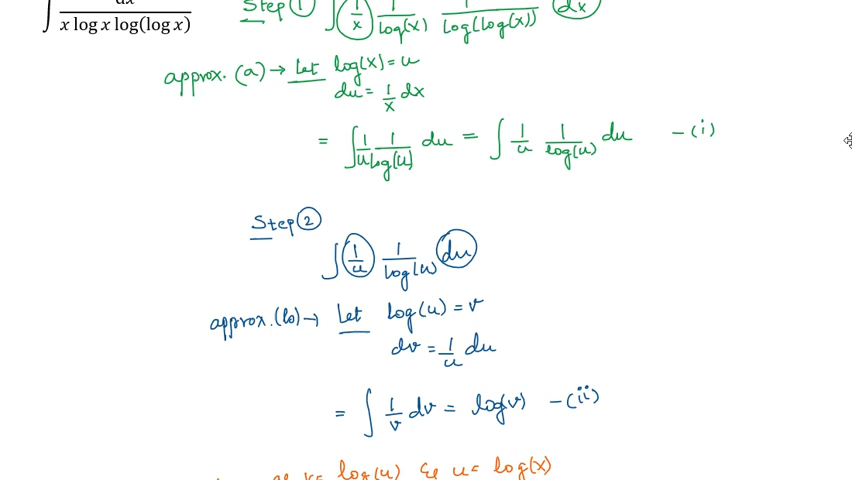 ∫ dx / (x log x log(log x))
Step ① ∫ (1/x) 1/log(x) 1/log(log(x)) dx
approx. (a) → Let log(x) = u
du = 1/x dx
= ∫ 1/u 1/log(u) du = ∫ 1/u 1/log(u) du - (i)
Step ②
∫ (1/u) 1/log(u) du
approx. (b) → Let log(u) = v
dv = 1/u du
= ∫ 1/v dv = log(v) - (ii)
v = log(u) & u = log(x)